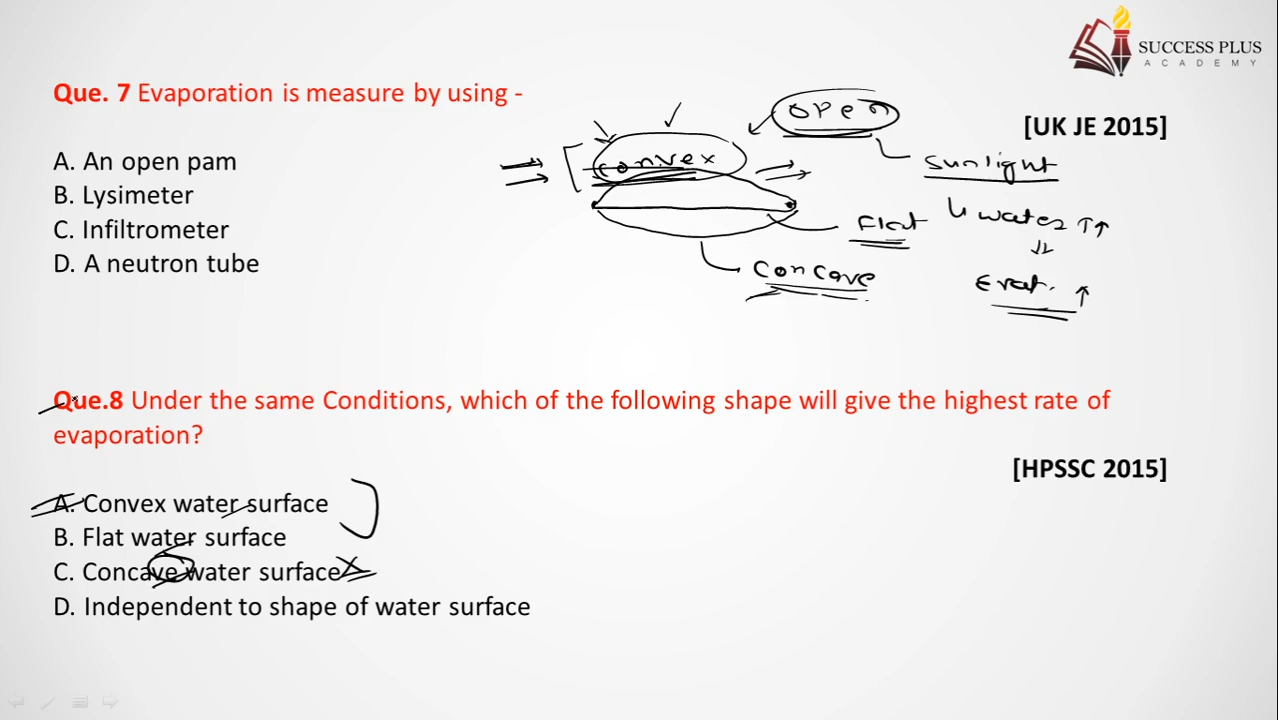 SUCCESS PLUS
ACADEMY
Que. 7 Evaporation is measure by using -
[UK JE 2015]
A. An open pam
B. Lysimeter
C. Infiltrometer
D. A neutron tube
open
convex
sunlight
Flat
water ↑↑
concave
Evat. ↑
Que.8 Under the same Conditions, which of the following shape will give the highest rate of
evaporation?
[HPSSC 2015]
A. Convex water surface
B. Flat water surface
C. Concave water surface
D. Independent to shape of water surface